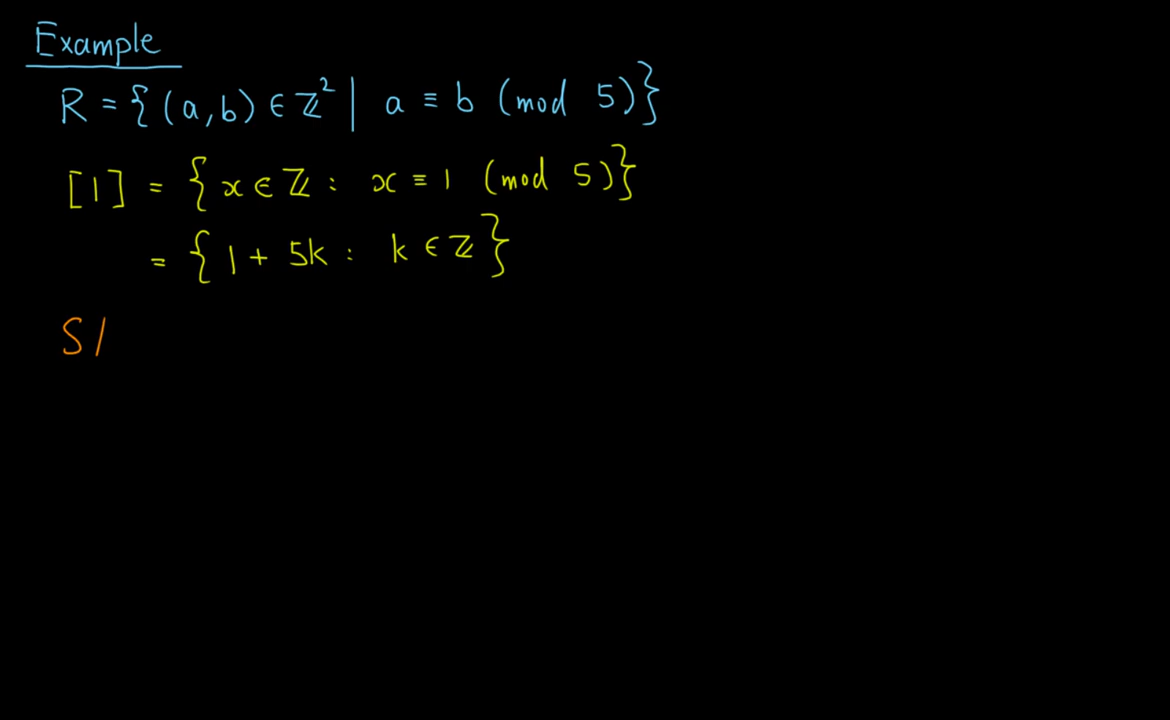 Example
R = { (a, b) ∈ ℤ² | a ≡ b (mod 5) }
[1] = { x ∈ ℤ : x ≡ 1 (mod 5) }
= { 1 + 5k : k ∈ ℤ }
S /